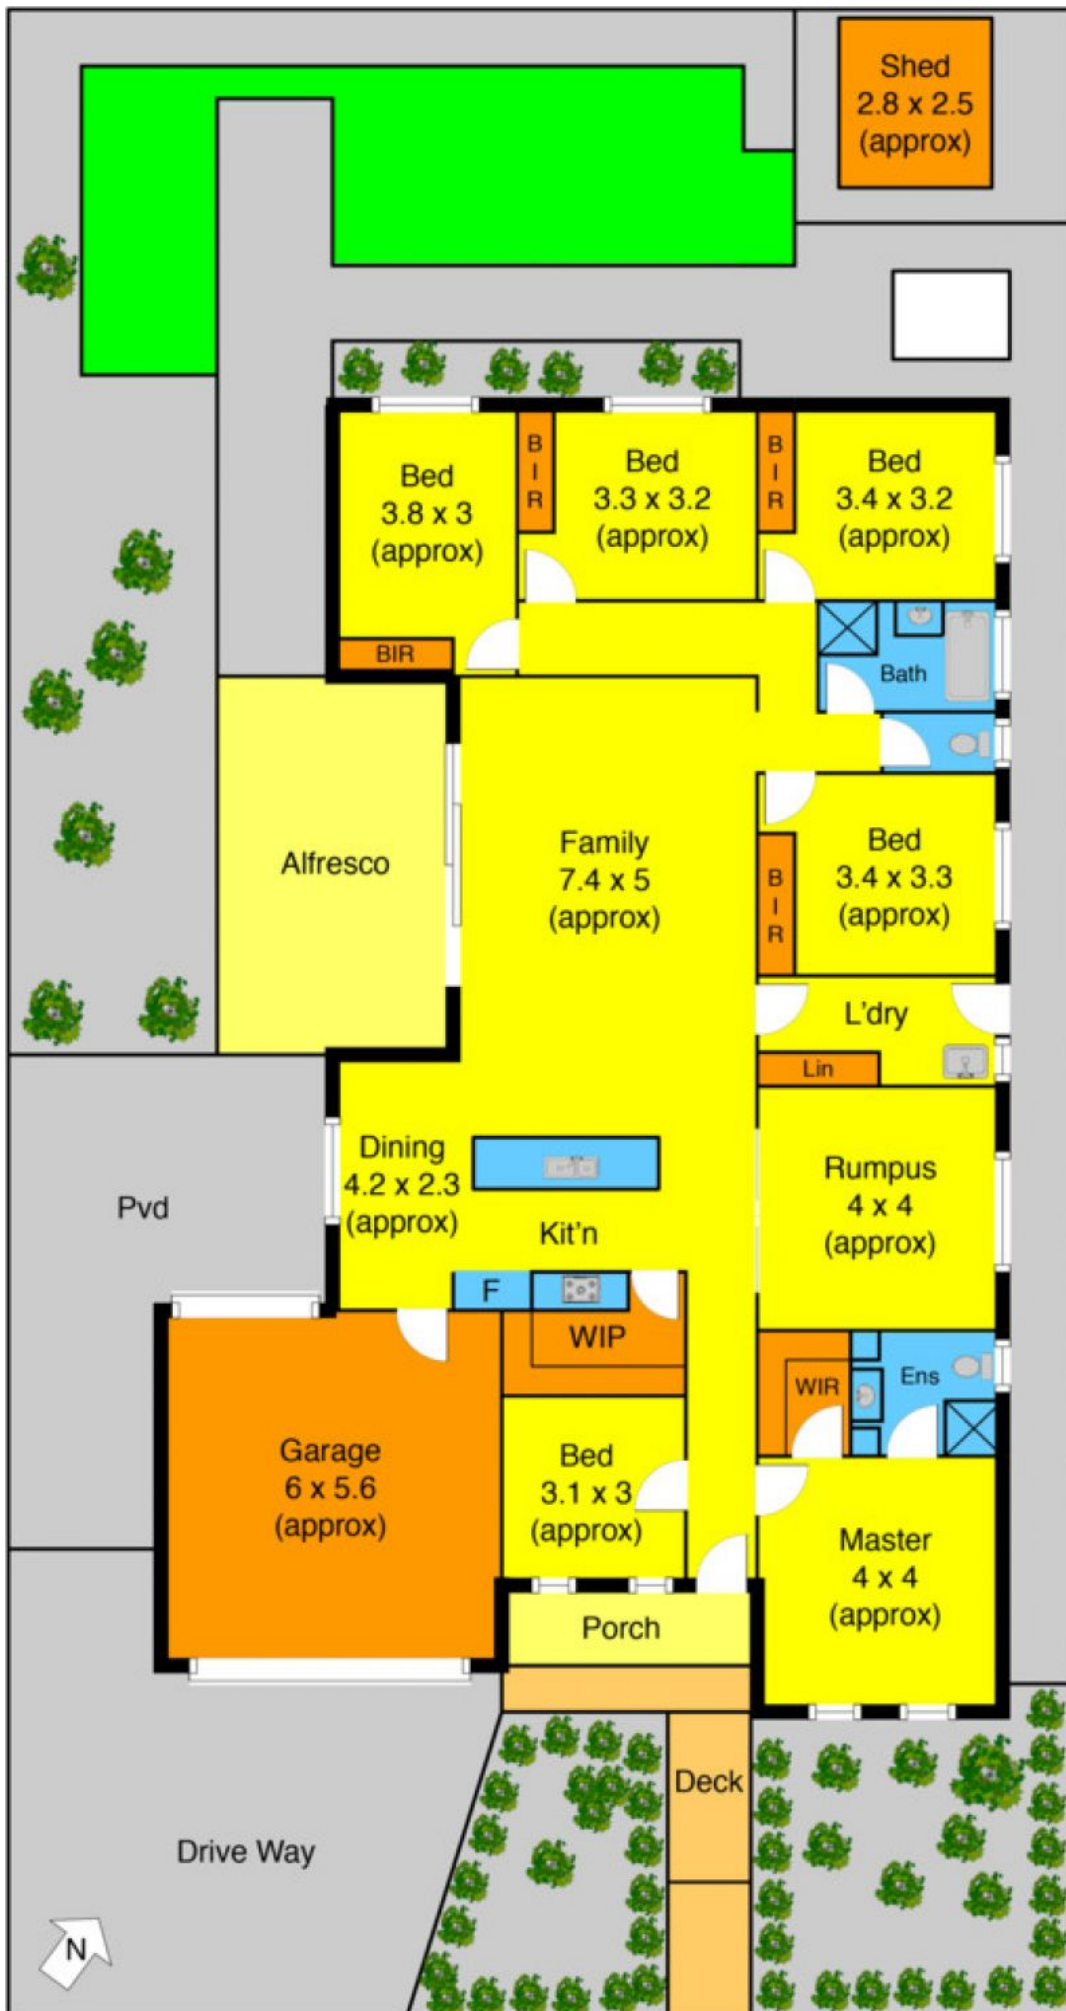 Shed
2.8 x 2.5
(approx)
Bed
3.8 x 3
(approx)
B
I
R
Bed
3.3 x 3.2
(approx)
B
I
R
Bed
3.4 x 3.2
(approx)
BIR
Bath
Alfresco
Family
7.4 x 5
(approx)
B
I
R
Bed
3.4 x 3.3
(approx)
L'dry
Lin
Pvd
Dining
4.2 x 2.3
(approx)
Kit'n
Rumpus
4 x 4
(approx)
F
WIP
WIR
Ens
Garage
6 x 5.6
(approx)
Bed
3.1 x 3
(approx)
Master
4 x 4
(approx)
Porch
Deck
Drive Way
N